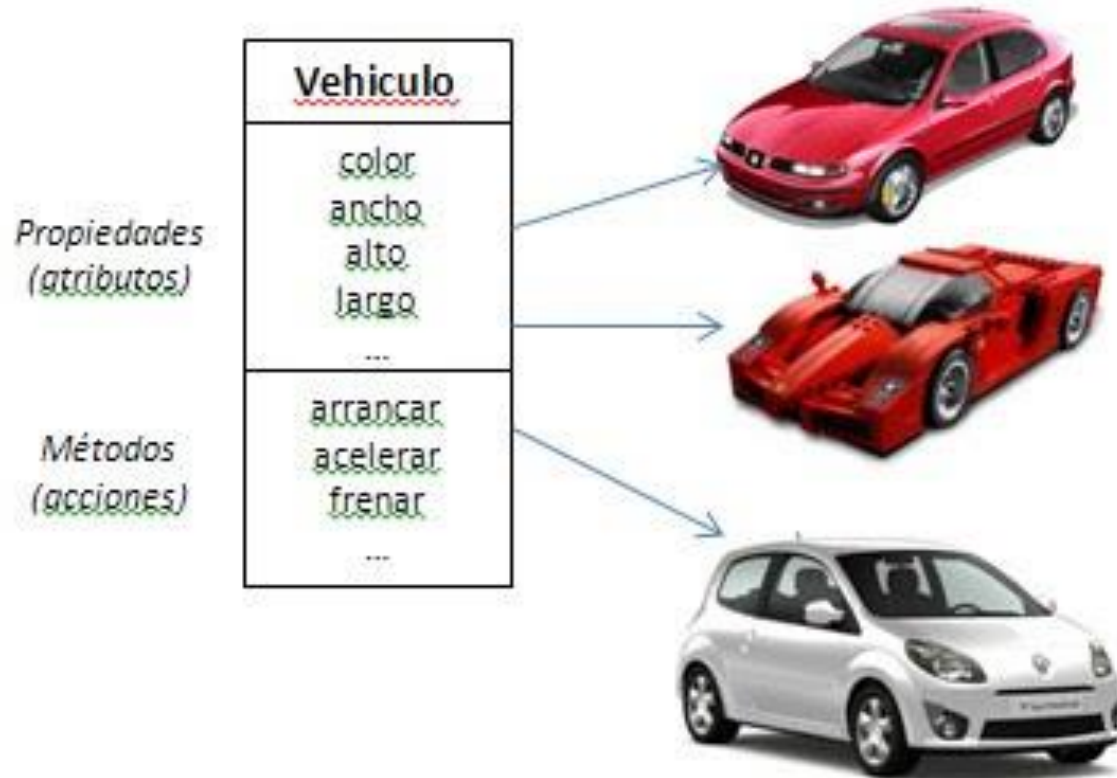 Vehiculo
Propiedades
(atributos)
color
ancho
alto
largo
...
Métodos
(acciones)
arrancar
acelerar
frenar
...